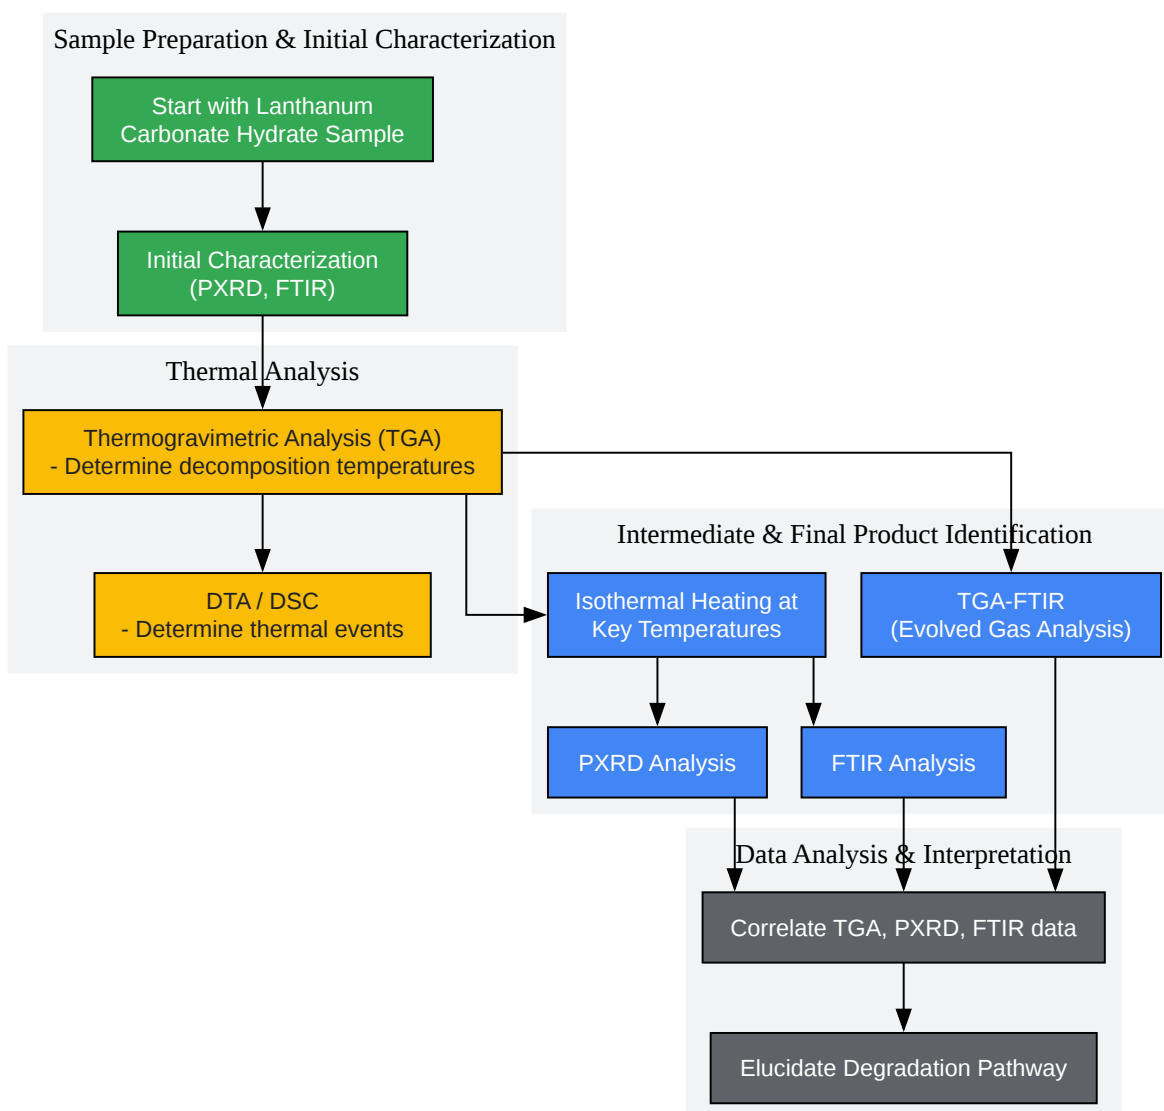 Sample Preparation & Initial Characterization
Start with Lanthanum
Carbonate Hydrate Sample
Initial Characterization
(PXRD, FTIR)
Thermal Analysis
Thermogravimetric Analysis (TGA)
- Determine decomposition temperatures
DTA / DSC
- Determine thermal events
Intermediate & Final Product Identification
Isothermal Heating at
Key Temperatures
TGA-FTIR
(Evolved Gas Analysis)
PXRD Analysis
FTIR Analysis
Data Analysis & Interpretation
Correlate TGA, PXRD, FTIR data
Elucidate Degradation Pathway